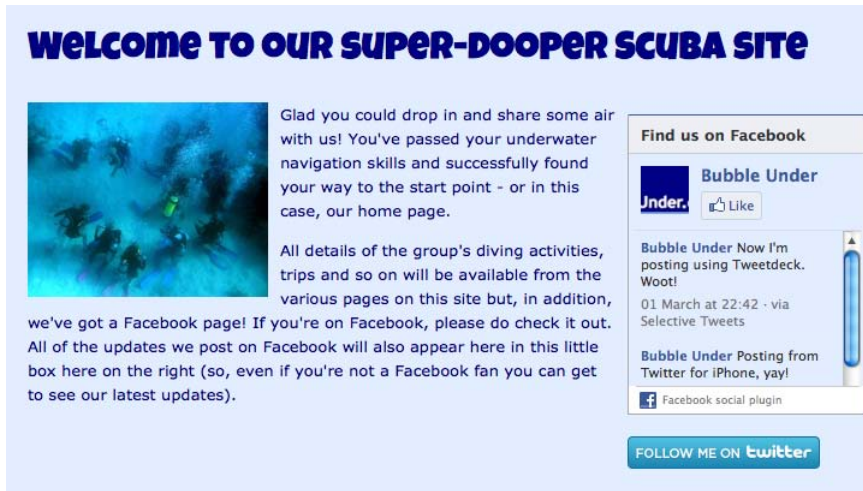 WELCOME TO OUR SUPER-DOOPER SCUBA SITE
Glad you could drop in and share some air
with us! You've passed your underwater
navigation skills and successfully found
your way to the start point - or in this
case, our home page.
All details of the group's diving activities,
trips and so on will be available from the
various pages on this site but, in addition,
we've got a Facebook page! If you're on Facebook, please do check it out.
All of the updates we post on Facebook will also appear here in this little
box here on the right (so, even if you're not a Facebook fan you can get
to see our latest updates).
Find us on Facebook
Under.
Bubble Under
Like
Bubble Under Now I'm
posting using Tweetdeck.
Woot!
01 March at 22:42 · via
Selective Tweets
Bubble Under Posting from
Twitter for iPhone, yay!
Facebook social plugin
FOLLOW ME ON twitter